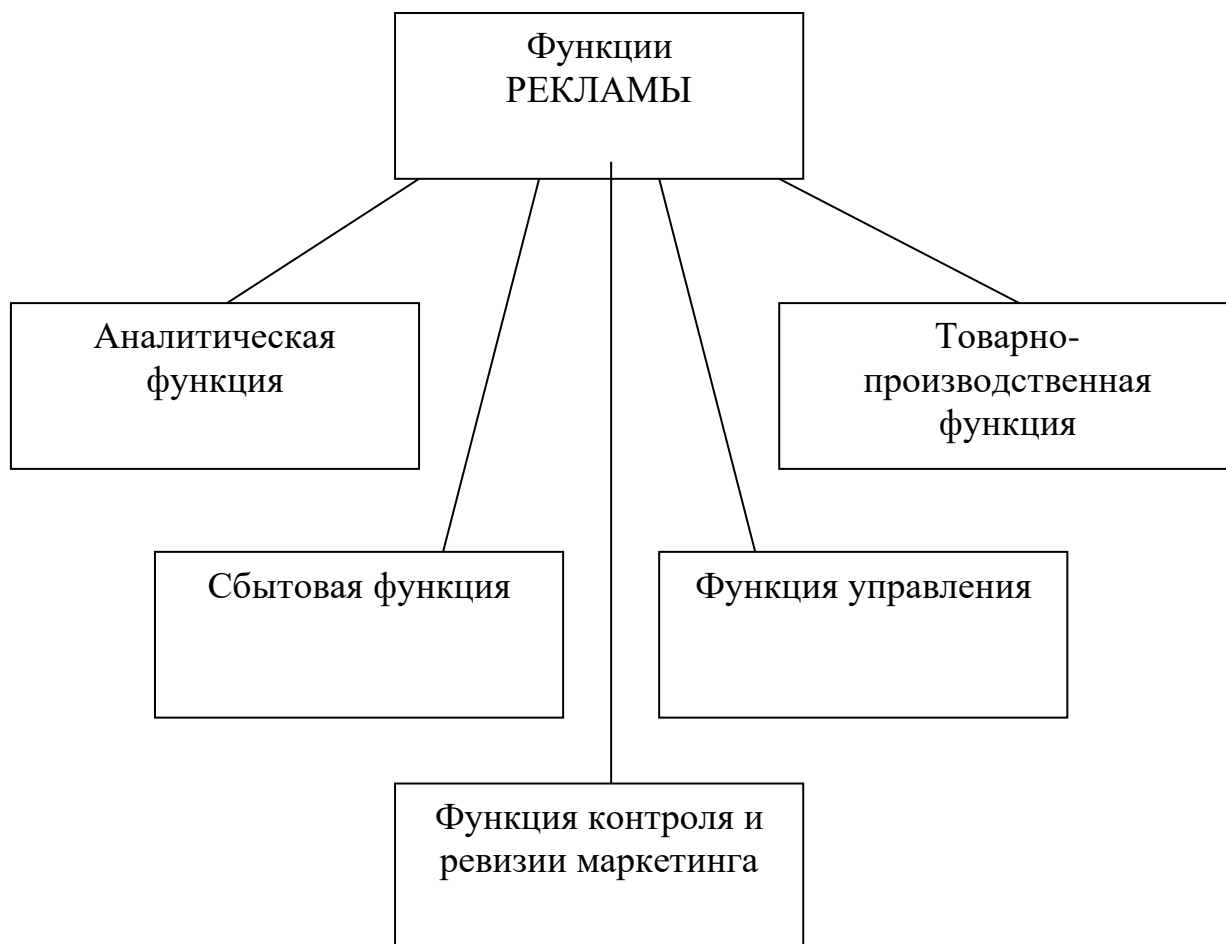 Функции
РЕКЛАМЫ
Аналитическая
функция
Товарно-
производственная
функция
Сбытовая функция
Функция управления
Функция контроля и
ревизии маркетинга